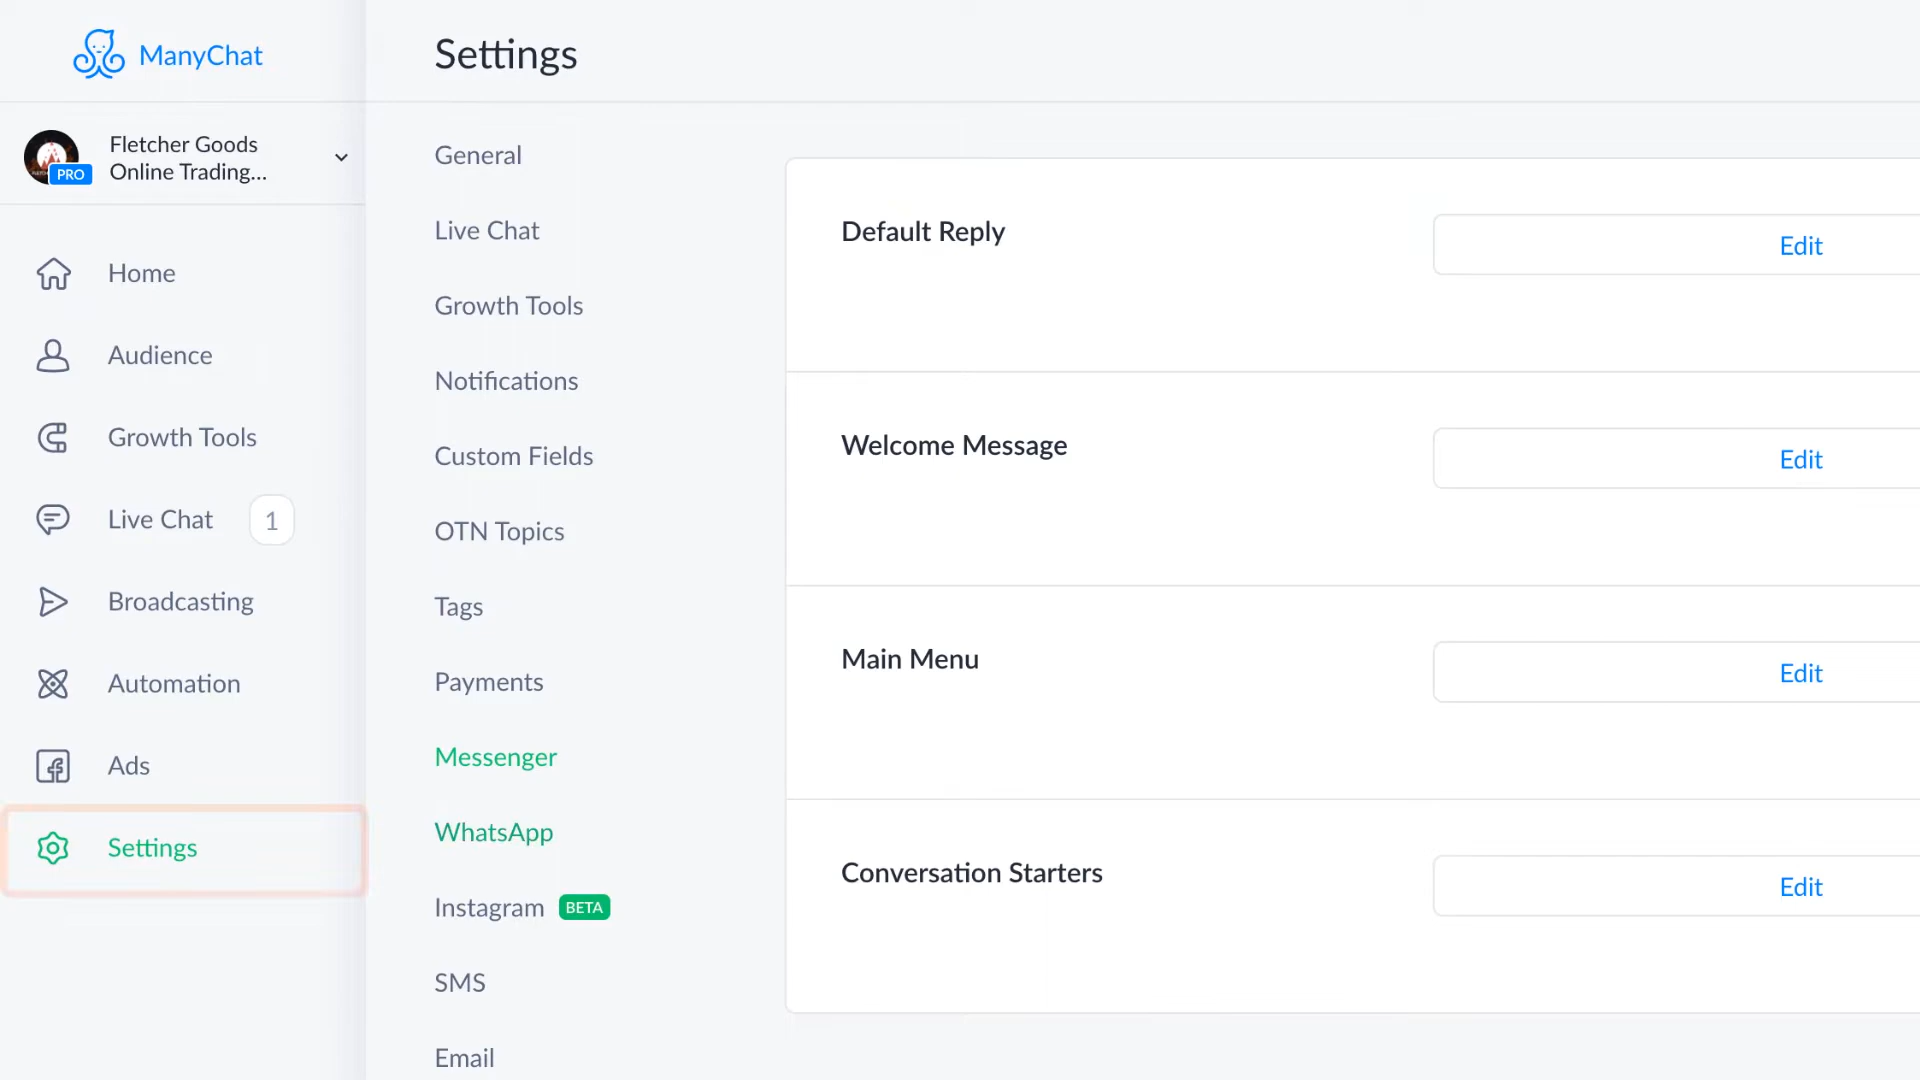 ManyChat
Settings
PRO
Fletcher Goods
Online Trading...
Home
Audience
Growth Tools
Live Chat 1
Broadcasting
Automation
Ads
Settings
General
Live Chat
Growth Tools
Notifications
Custom Fields
OTN Topics
Tags
Payments
Messenger
WhatsApp
Instagram BETA
SMS
Email
Default Reply
Edit
Welcome Message
Edit
Main Menu
Edit
Conversation Starters
Edit